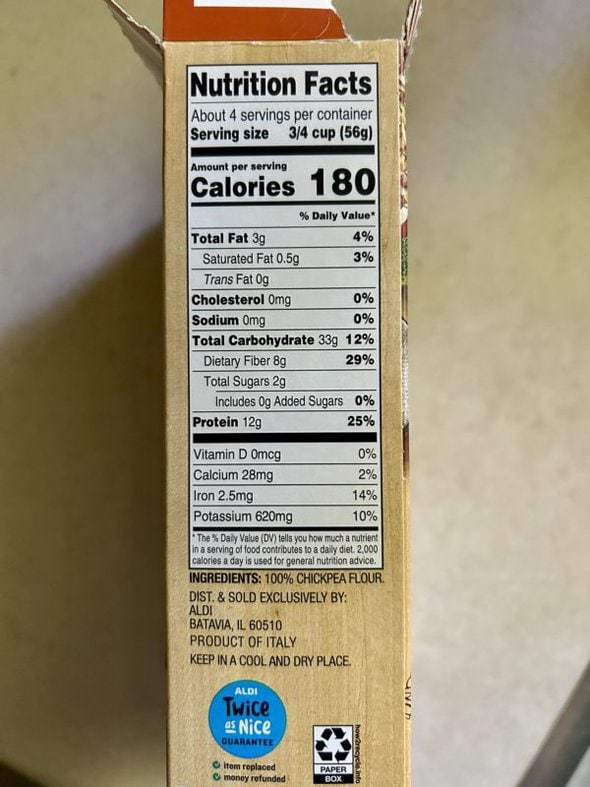 Nutrition Facts
About 4 servings per container
Serving size 3/4 cup (56g)
Amount per serving
Calories 180
% Daily Value*
Total Fat 3g 4%
Saturated Fat 0.5g 3%
Trans Fat 0g
Cholesterol 0mg 0%
Sodium 0mg 0%
Total Carbohydrate 33g 12%
Dietary Fiber 8g 29%
Total Sugars 2g
Includes 0g Added Sugars 0%
Protein 12g 25%
Vitamin D 0mcg 0%
Calcium 28mg 2%
Iron 2.5mg 14%
Potassium 620mg 10%
* The % Daily Value (DV) tells you how much a nutrient
in a serving of food contributes to a daily diet. 2,000
calories a day is used for general nutrition advice.
INGREDIENTS: 100% CHICKPEA FLOUR.
DIST. & SOLD EXCLUSIVELY BY:
ALDI
BATAVIA, IL 60510
PRODUCT OF ITALY
KEEP IN A COOL AND DRY PLACE.
ALDI
Twice
as Nice
GUARANTEE
item replaced
money refunded
PAPER
BOX
how2recycle.info